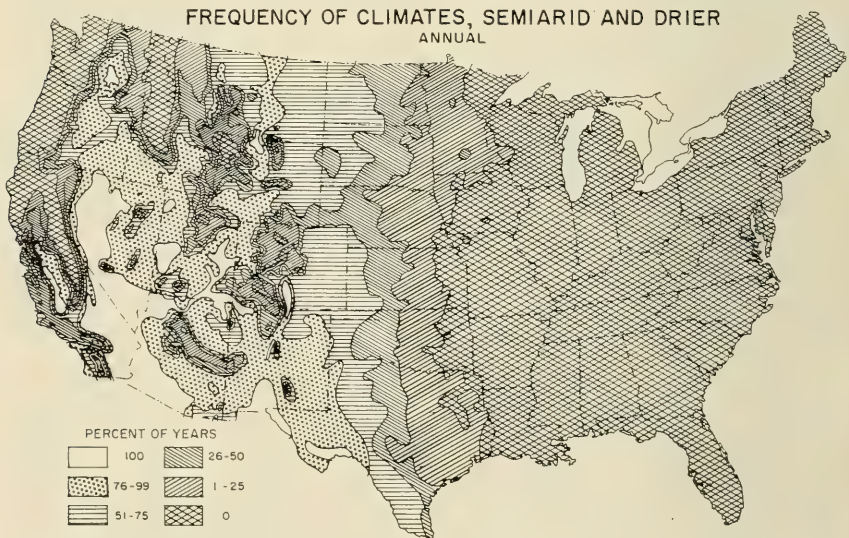 FREQUENCY OF CLIMATES, SEMIARID AND DRIER
ANNUAL
PERCENT OF YEARS
100
26-50
76-99
1-25
51-75
0